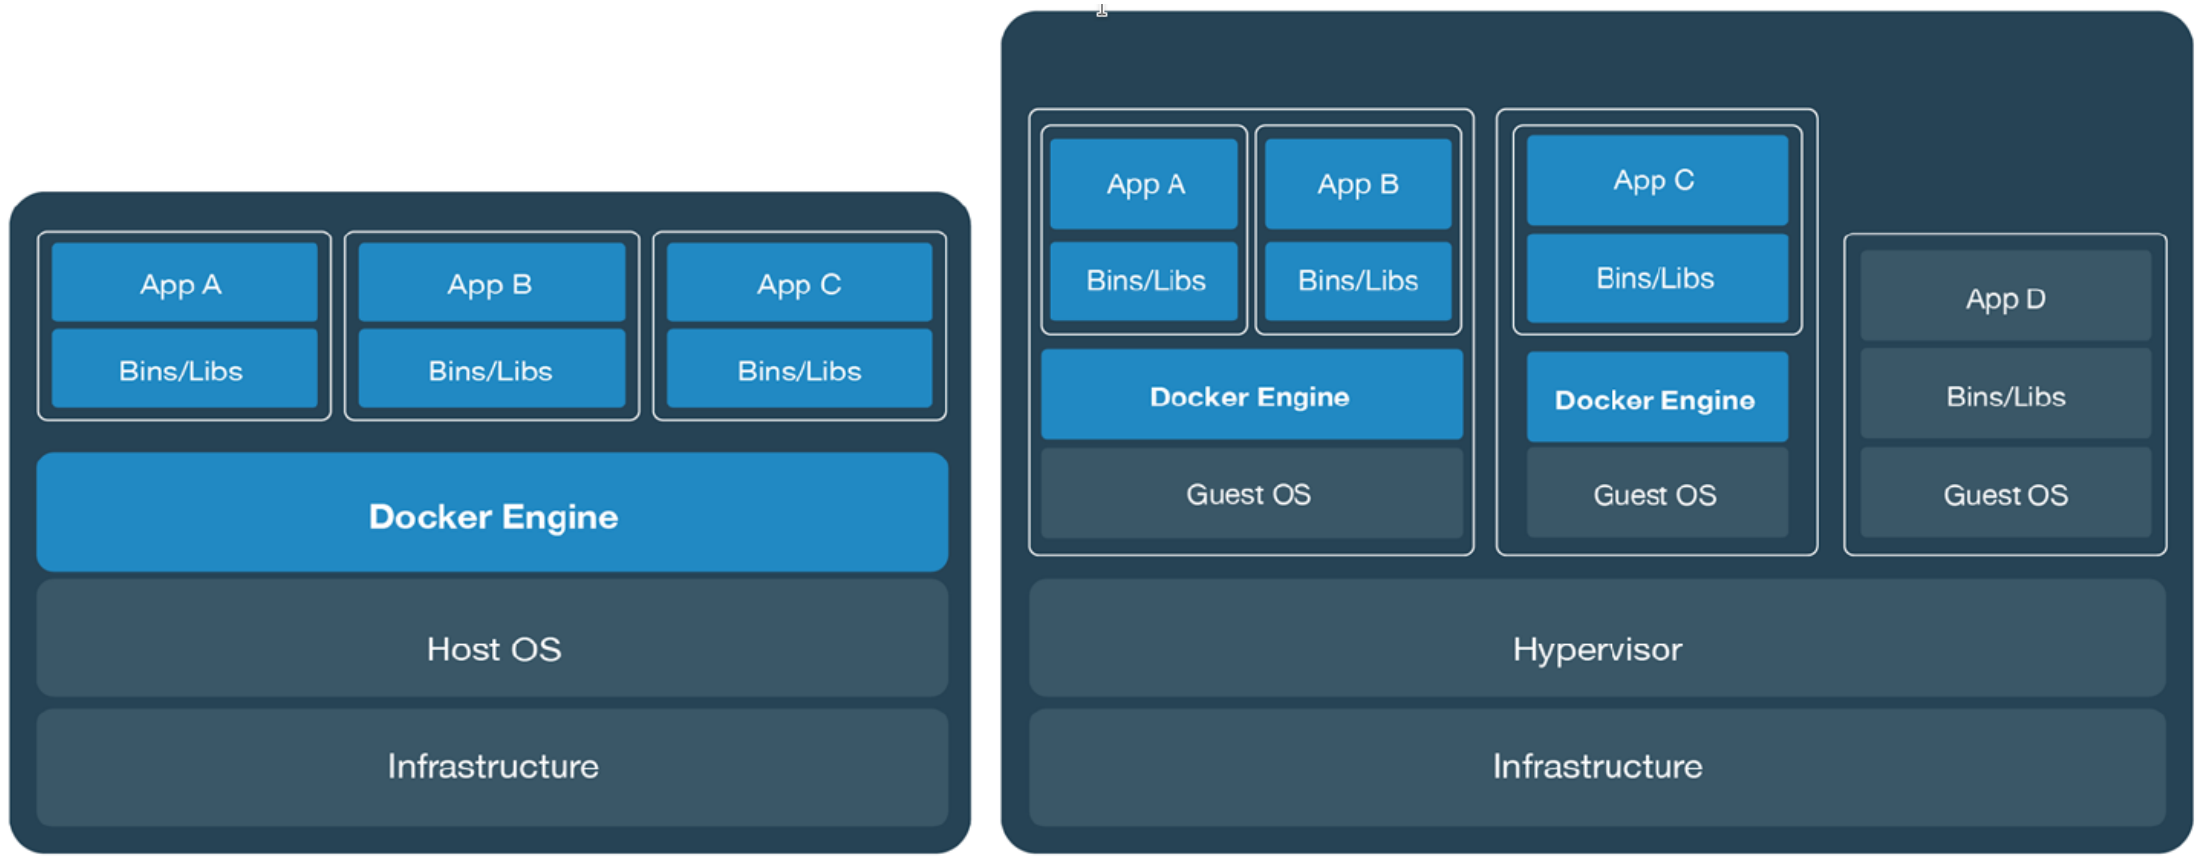 App A
Bins/Libs
App B
Bins/Libs
App C
Bins/Libs
Docker Engine
Host OS
Infrastructure
App A
Bins/Libs
App B
Bins/Libs
Docker Engine
Guest OS
App C
Bins/Libs
Docker Engine
Guest OS
App D
Bins/Libs
Guest OS
Hypervisor
Infrastructure